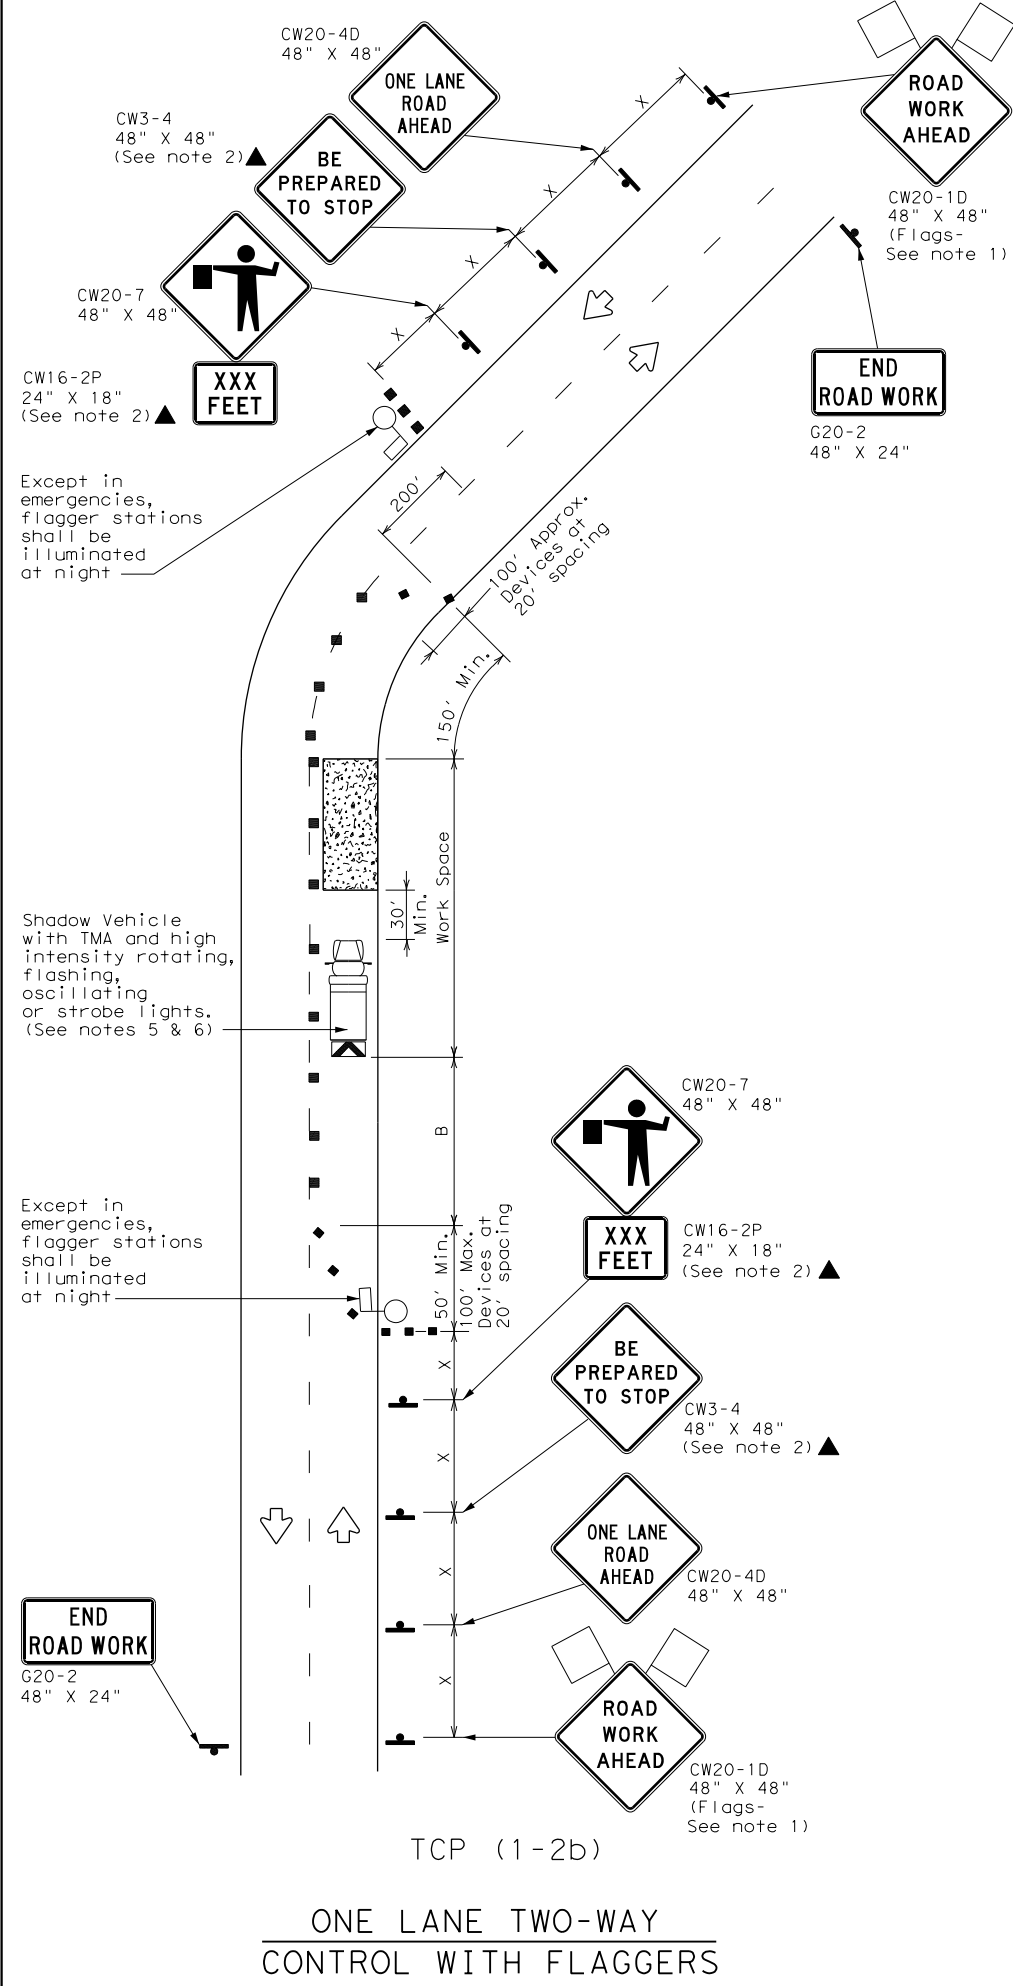 CW20-4D
48" X 48"
ONE LANE
ROAD
AHEAD
ROAD
WORK
AHEAD
CW20-1D
48" X 48"
(Flags-
See note 1)
CW3-4
48" X 48"
(See note 2)
BE
PREPARED
TO STOP
X
X
X
X
CW20-7
48" X 48"
CW16-2P
24" X 18"
(See note 2)
XXX
FEET
END
ROAD WORK
G20-2
48" X 24"
Except in
emergencies,
flagger stations
shall be
illuminated
at night
200'
100' Approx.
Devices at
20' spacing
150' Min.
Work Space
30'
Min.
Shadow Vehicle
with TMA and high
intensity rotating,
flashing,
oscillating
or strobe lights.
(See notes 5 & 6)
B
CW20-7
48" X 48"
XXX
FEET
CW16-2P
24" X 18"
(See note 2)
Except in
emergencies,
flagger stations
shall be
illuminated
at night
50' Min.
100' Max.
Devices at
20' spacing
X
X
X
X
BE
PREPARED
TO STOP
CW3-4
48" X 48"
(See note 2)
ONE LANE
ROAD
AHEAD
CW20-4D
48" X 48"
END
ROAD WORK
G20-2
48" X 24"
ROAD
WORK
AHEAD
CW20-1D
48" X 48"
(Flags-
See note 1)
TCP (1-2b)
ONE LANE TWO-WAY
CONTROL WITH FLAGGERS